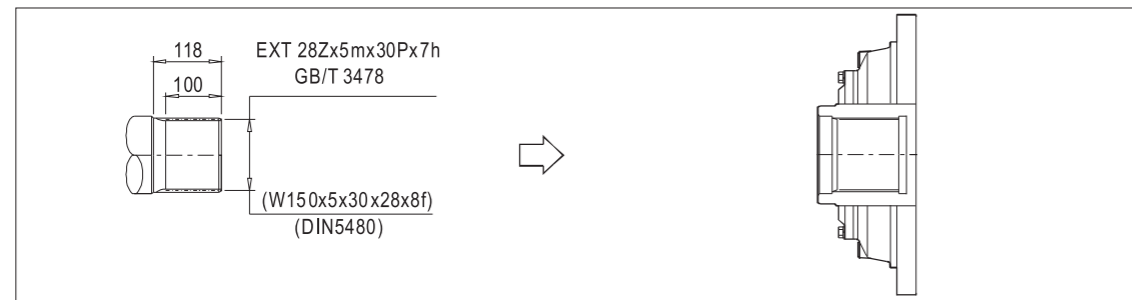 118
100
EXT 28Zx5mx30Px7h
GB/T 3478
(W150x5x30x28x8f)
(DIN5480)